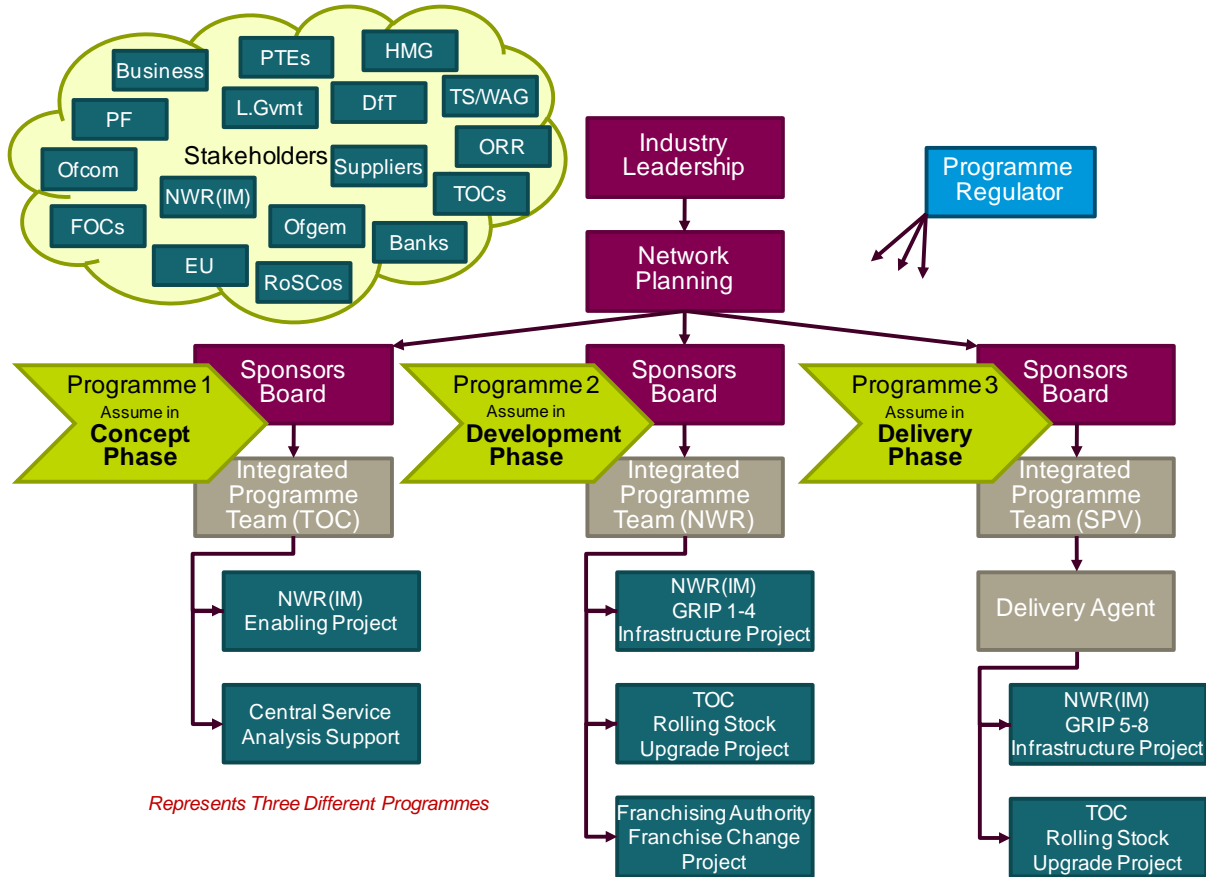 HMG
PTEs
Business
TS/WAG
L.Gvmt
DfT
PF
ORR
Stakeholders
Suppliers
Ofcom
NWR(IM)
TOCs
FOCs
Ofgem
Banks
EU
RoSCos
Industry
Leadership
Programme
Regulator
Network
Planning
Programme 1
Assume in
Concept
Phase
Sponsors
Board
Programme 2
Assume in
Development
Phase
Sponsors
Board
Programme 3
Assume in
Delivery
Phase
Sponsors
Board
Integrated
Programme
Team (TOC)
Integrated
Programme
Team (NWR)
Integrated
Programme
Team (SPV)
NWR(IM)
Enabling Project
NWR(IM)
GRIP 1-4
Infrastructure Project
Delivery Agent
Central Service
Analysis Support
TOC
Rolling Stock
Upgrade Project
NWR(IM)
GRIP 5-8
Infrastructure Project
Represents Three Different Programmes
Franchising Authority
Franchise Change
Project
TOC
Rolling Stock
Upgrade Project